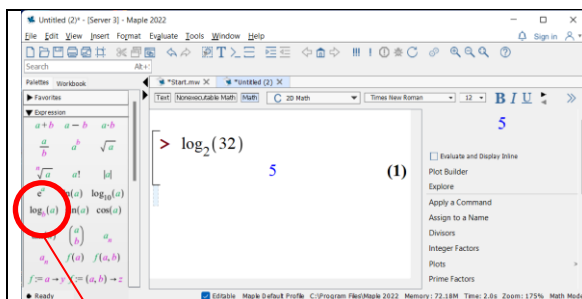 Untitled (2)* - [Server 3] - Maple 2022
File Edit View Insert Format Evaluate Tools Window Help
Sign in
Search
Alt+:
Palettes Workbook
*Start.mw X *Untitled (2) X
Favorites
Text Nonexecutable Math Math C 2D Math Times New Roman 12 B I U
Expression
a+b a-b a·b
a/b a^b √a
ⁿ√a a! |a|
e^a ln(a) log₁₀(a)
log_b(a) sin(a) cos(a)
(a b) a_n
a_n f(a) f(a,b)
f := a→y f := (a,b)→z
> log₂(32)
5 (1)
5
Evaluate and Display Inline
Plot Builder
Explore
Apply a Command
Assign to a Name
Divisors
Integer Factors
Plots
Prime Factors
Ready
Editable Maple Default Profile C:\Program Files\Maple 2022 Memory: 72.18M Time: 2.0s Zoom: 175% Math Mode